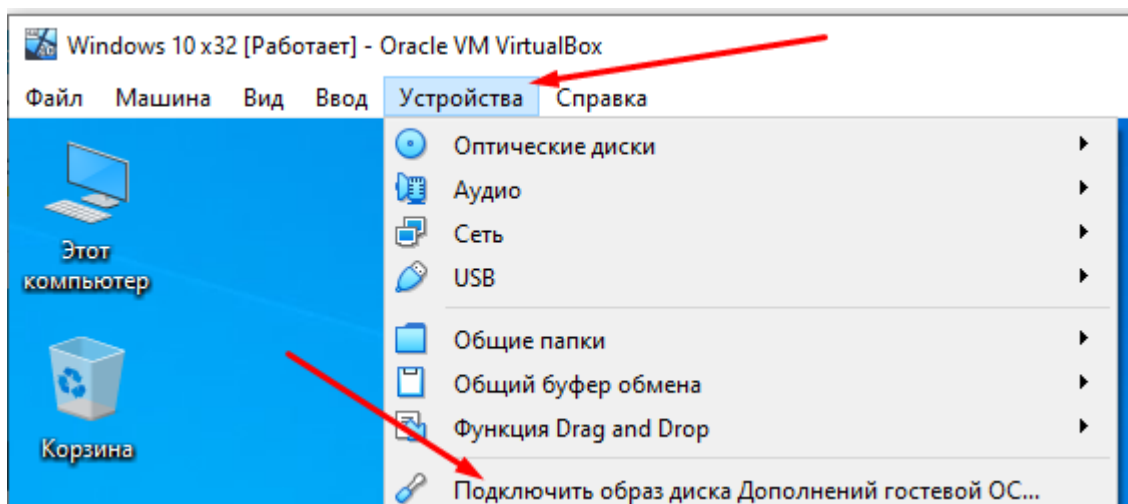 Windows 10 x32 [Работает] - Oracle VM VirtualBox
Файл Машина Вид Ввод Устройства Справка
Оптические диски
Аудио
Сеть
USB
Общие папки
Общий буфер обмена
Функция Drag and Drop
Подключить образ диска Дополнений гостевой ОС...
Этот
компьютер
Корзина